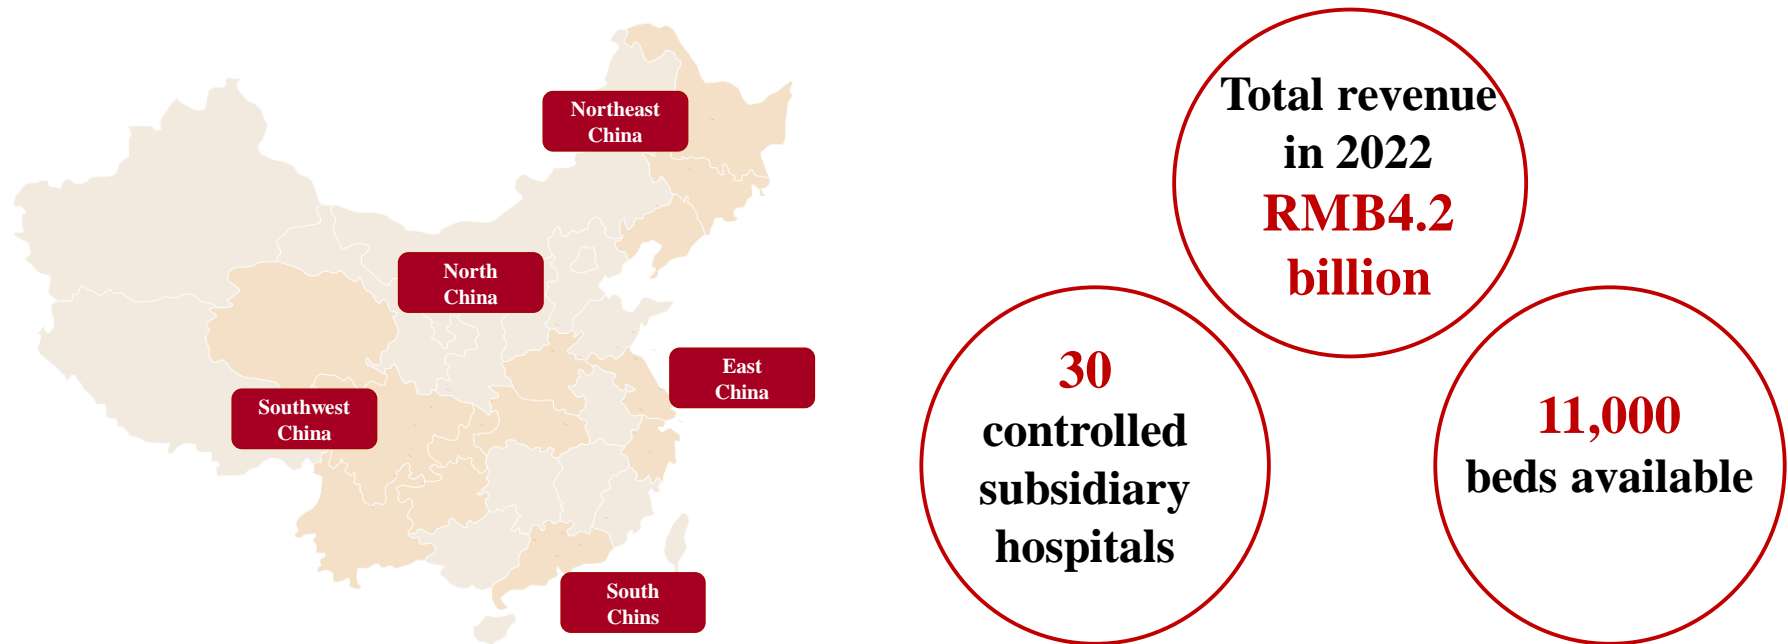 Northeast
China
North
China
East
China
Southwest
China
South
Chins
Total revenue
in 2022
RMB4.2
billion
30
controlled
subsidiary
hospitals
11,000
beds available